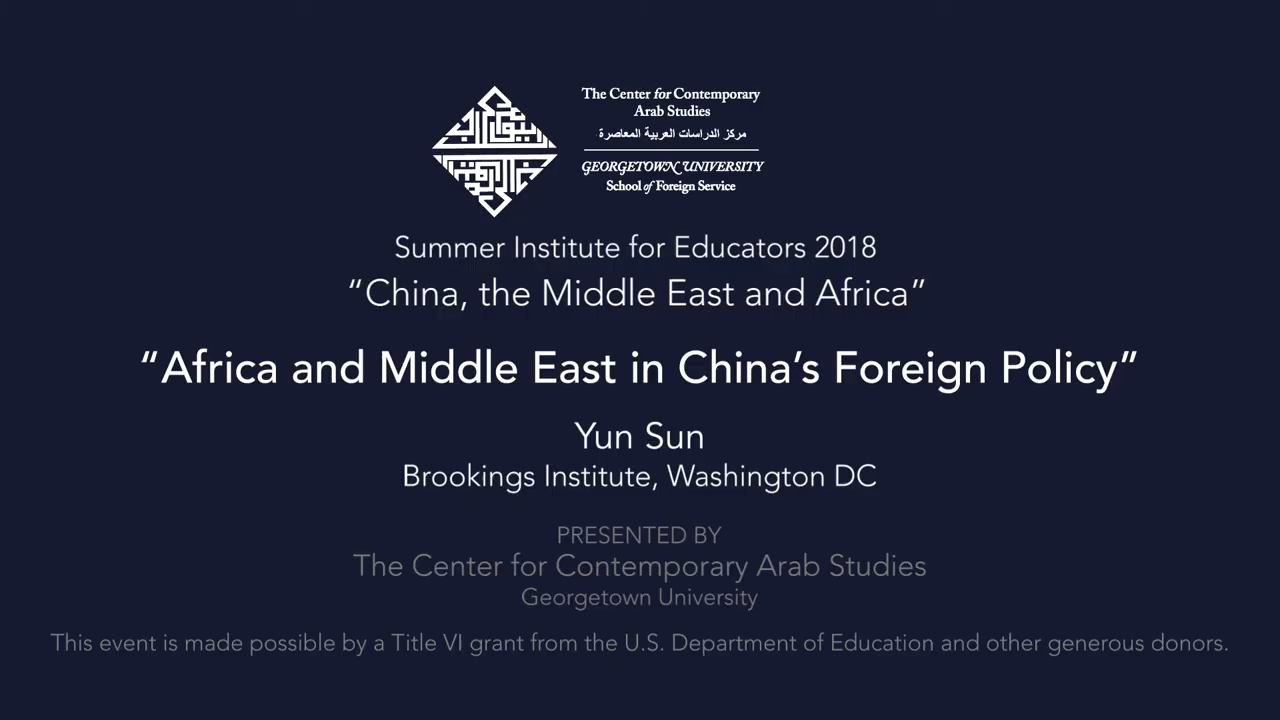 The Center for Contemporary
Arab Studies
مركز الدراسات العربية المعاصرة
GEORGETOWN UNIVERSITY
School of Foreign Service
Summer Institute for Educators 2018
“China, the Middle East and Africa”
“Africa and Middle East in China’s Foreign Policy”
Yun Sun
Brookings Institute, Washington DC
PRESENTED BY
The Center for Contemporary Arab Studies
Georgetown University
This event is made possible by a Title VI grant from the U.S. Department of Education and other generous donors.